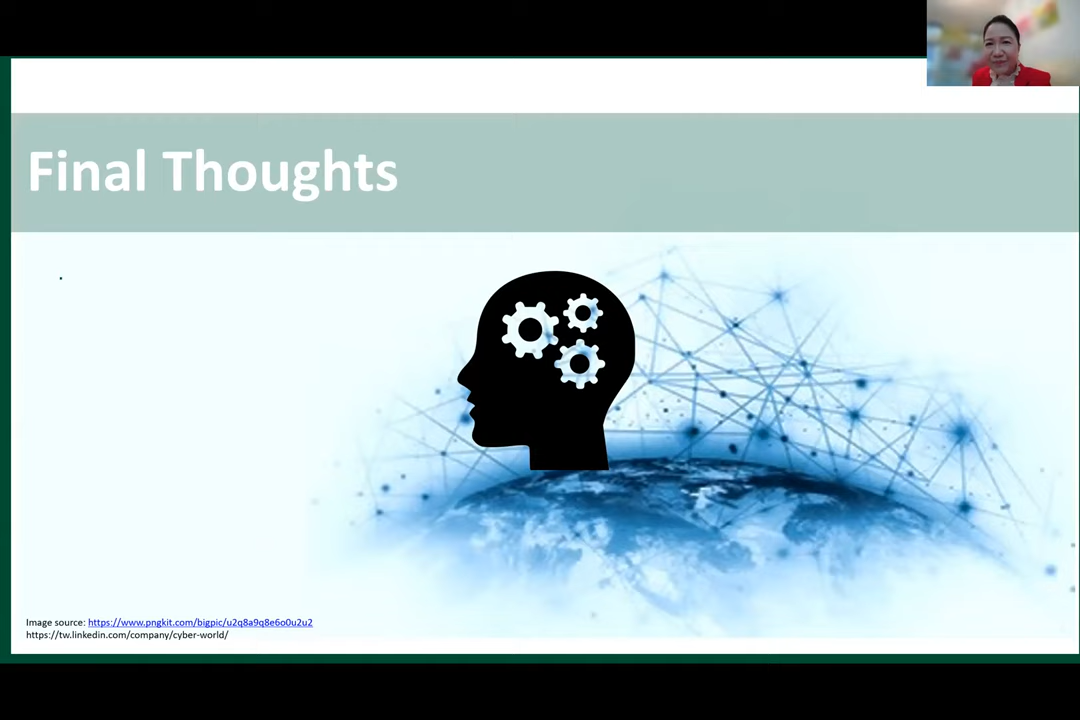 Final Thoughts
Image source: https://www.pngkit.com/bigpic/u2q8a9q8e6o0u2u2
https://tw.linkedin.com/company/cyber-world/